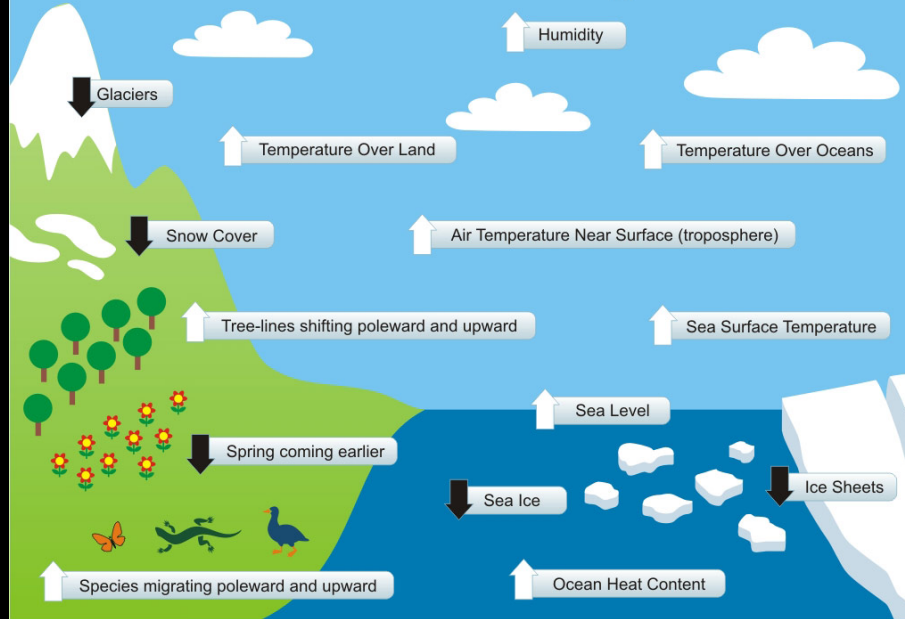 Humidity
Glaciers
Temperature Over Land
Temperature Over Oceans
Snow Cover
Air Temperature Near Surface (troposphere)
Tree-lines shifting poleward and upward
Sea Surface Temperature
Sea Level
Spring coming earlier
Sea Ice
Ice Sheets
Species migrating poleward and upward
Ocean Heat Content